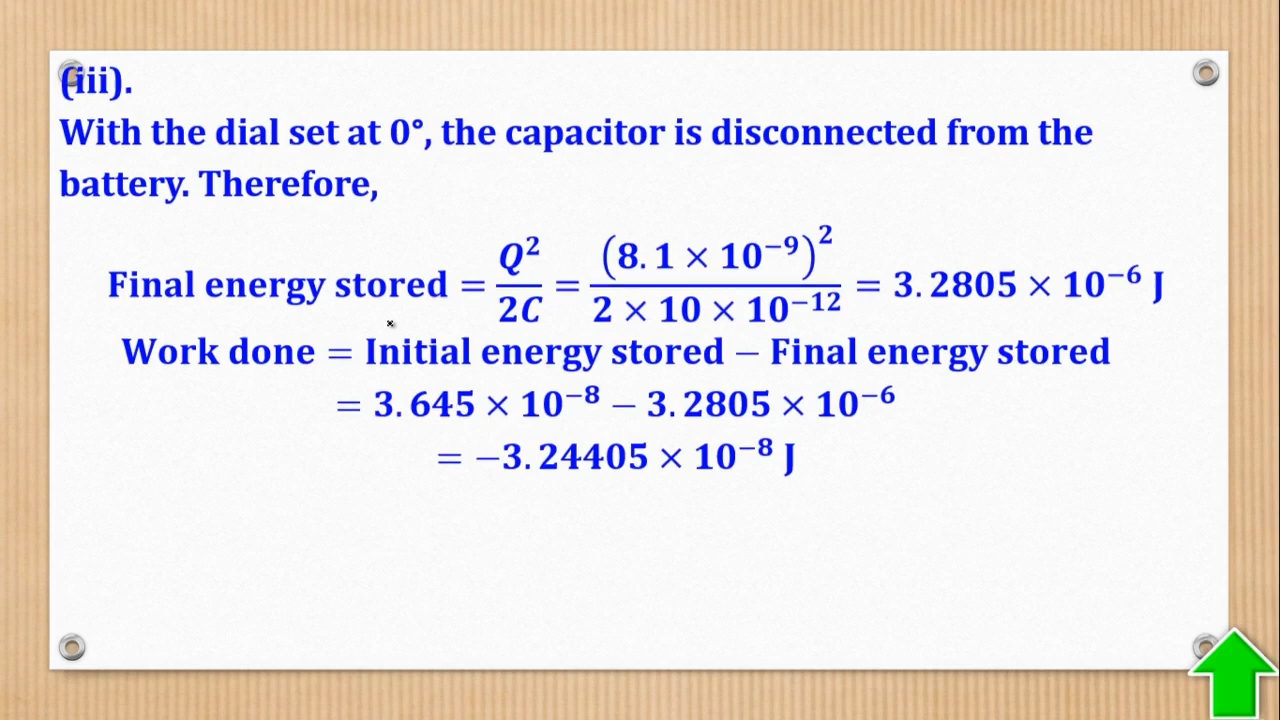 (iii).
With the dial set at 0°, the capacitor is disconnected from the
battery. Therefore,
Final energy stored = Q²/2C = (8.1 × 10⁻⁹)²/2 × 10 × 10⁻¹² = 3.2805 × 10⁻⁶ J
Work done = Initial energy stored − Final energy stored
= 3.645 × 10⁻⁸ − 3.2805 × 10⁻⁶
= −3.24405 × 10⁻⁸ J